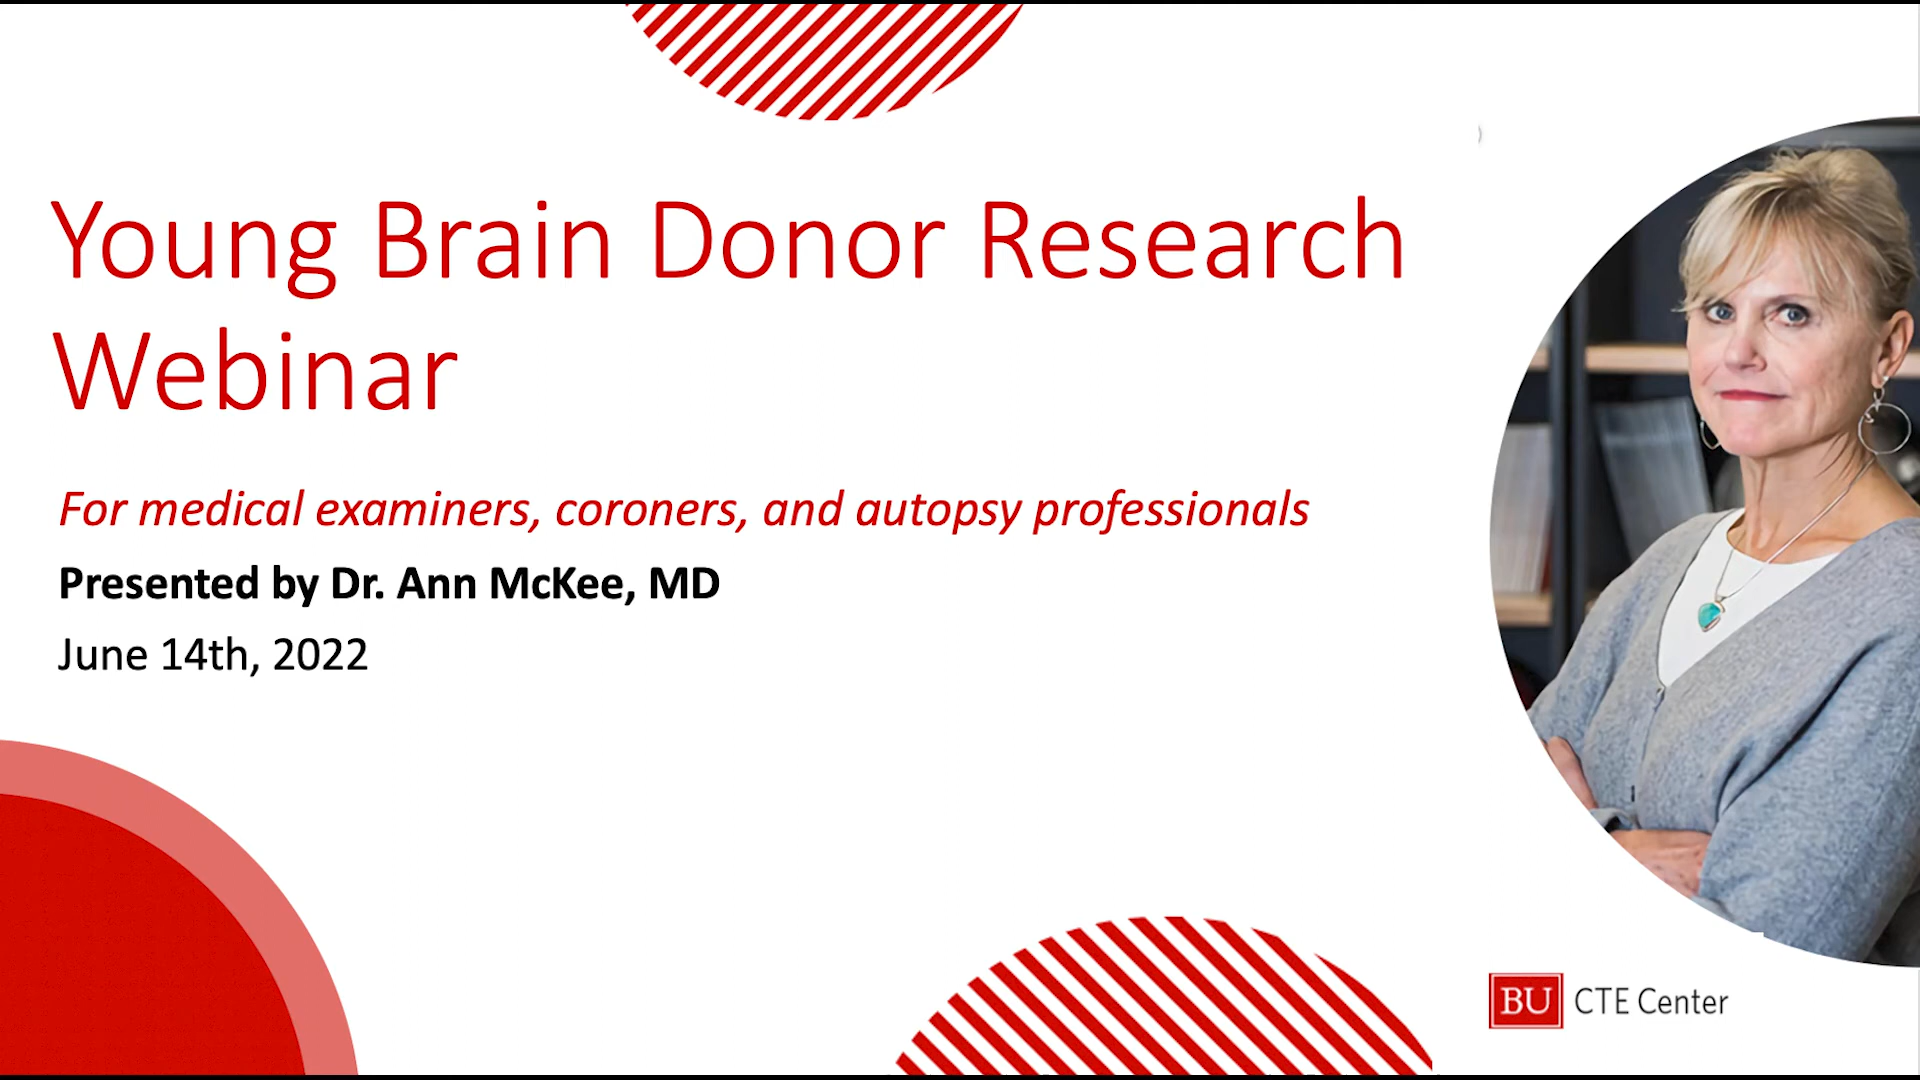 Young Brain Donor Research
Webinar
For medical examiners, coroners, and autopsy professionals
Presented by Dr. Ann McKee, MD
June 14th, 2022
BU CTE Center